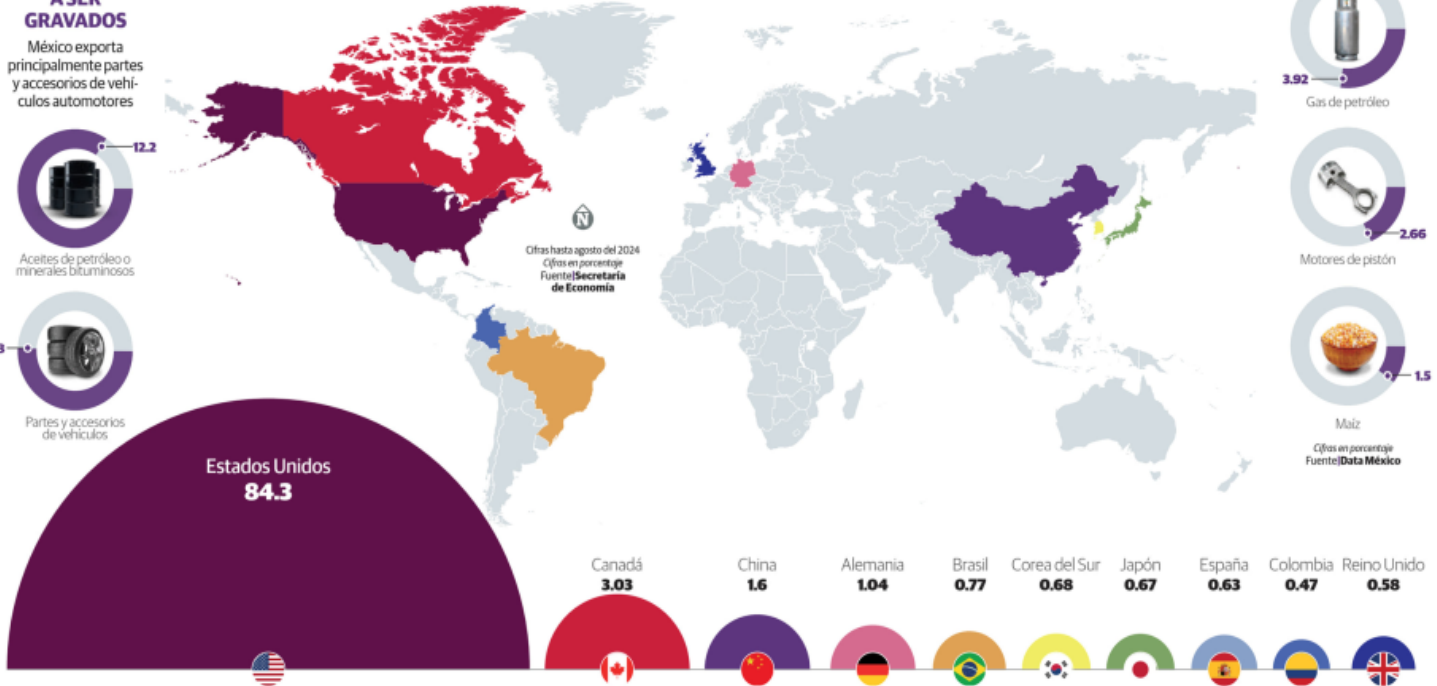 A SER
GRAVADOS
México exporta
principalmente partes
y accesorios de vehí-
culos automotores
12.2
Aceites de petróleo o
minerales bituminosos
Partes y accesorios
de vehículos
N
Cifras hasta agosto del 2024
Cifras en porcentaje
Fuente|Secretaría
de Economía
3.92
Gas de petróleo
2.66
Motores de pistón
1.5
Maíz
Cifras en porcentaje
Fuente|Data México
Estados Unidos
84.3
Canadá
3.03
China
1.6
Alemania
1.04
Brasil
0.77
Corea del Sur
0.68
Japón
0.67
España
0.63
Colombia
0.47
Reino Unido
0.58